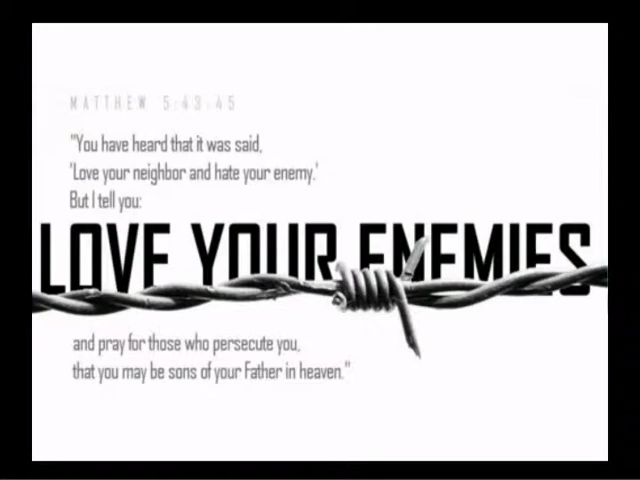 MATTHEW 5:43-45
"You have heard that it was said,
'Love your neighbor and hate your enemy.'
But I tell you:
LOVE YOUR ENEMIES
and pray for those who persecute you,
that you may be sons of your Father in heaven."